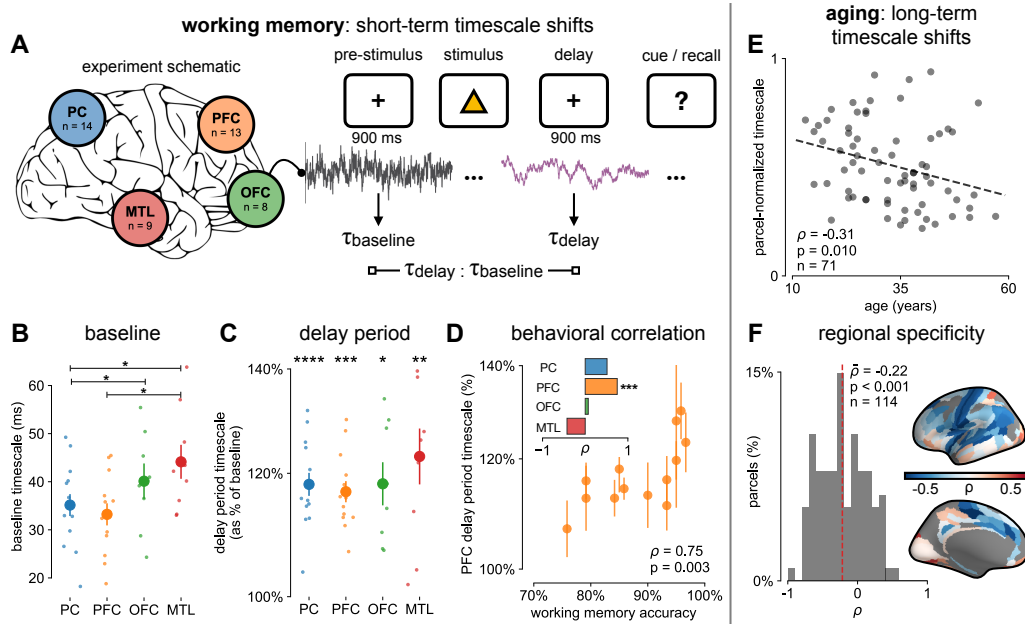 working memory: short-term timescale shifts
A
experiment schematic
PC
n = 14
PFC
n = 13
OFC
n = 8
MTL
n = 9
pre-stimulus
stimulus
delay
cue / recall
+
+
?
900 ms
900 ms
...
...
τbaseline
τdelay
τdelay : τbaseline
B
baseline
baseline timescale (ms)
60
50
40
30
20
*
*
*
PC
PFC
OFC
MTL
C
delay period
delay period timescale
(as % of baseline)
140%
120%
100%
****
***
*
**
PC
PFC
OFC
MTL
D
behavioral correlation
PFC delay period timescale (%)
140%
120%
100%
PC
PFC
OFC
MTL
***
−1
ρ
1
ρ = 0.75
p = 0.003
70%
80%
90%
100%
working memory accuracy
aging: long-term
timescale shifts
E
parcel-normalized timescale
1
0
ρ = -0.31
p = 0.010
n = 71
10
35
60
age (years)
F
regional specificity
parcels (%)
15%
0%
ρ̄ = -0.22
p < 0.001
n = 114
-0.5
ρ
0.5
-1
0
1
ρ